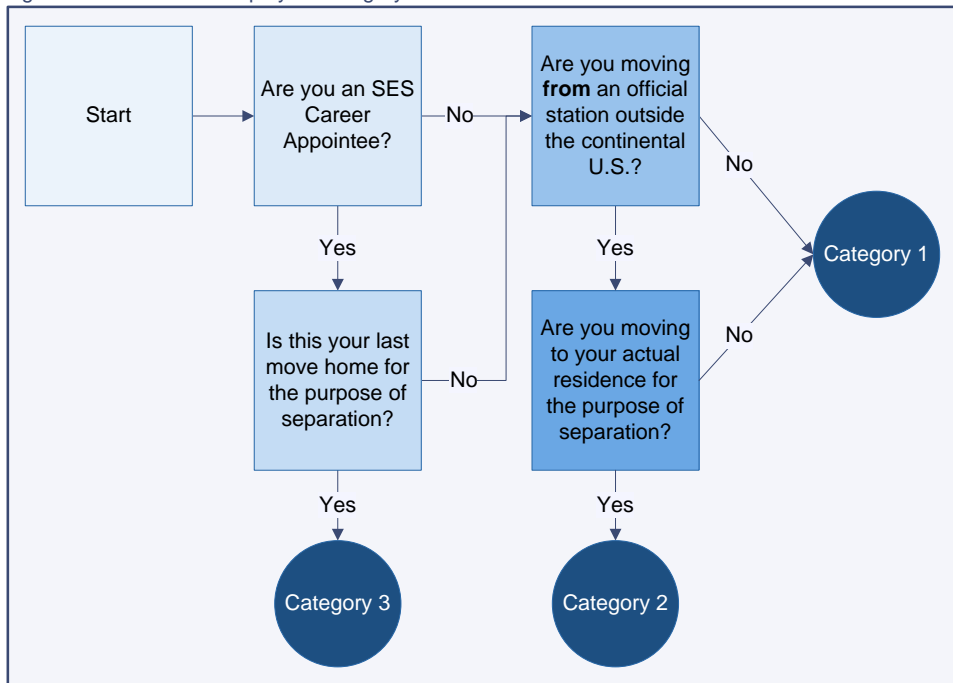 Start
Are you an SES
Career
Appointee?
No
Are you moving
from an official
station outside
the continental
U.S.?
No
Yes
Yes
Category 1
Is this your last
move home for
the purpose of
separation?
No
Are you moving
to your actual
residence for
the purpose of
separation?
No
Yes
Yes
Category 3
Category 2